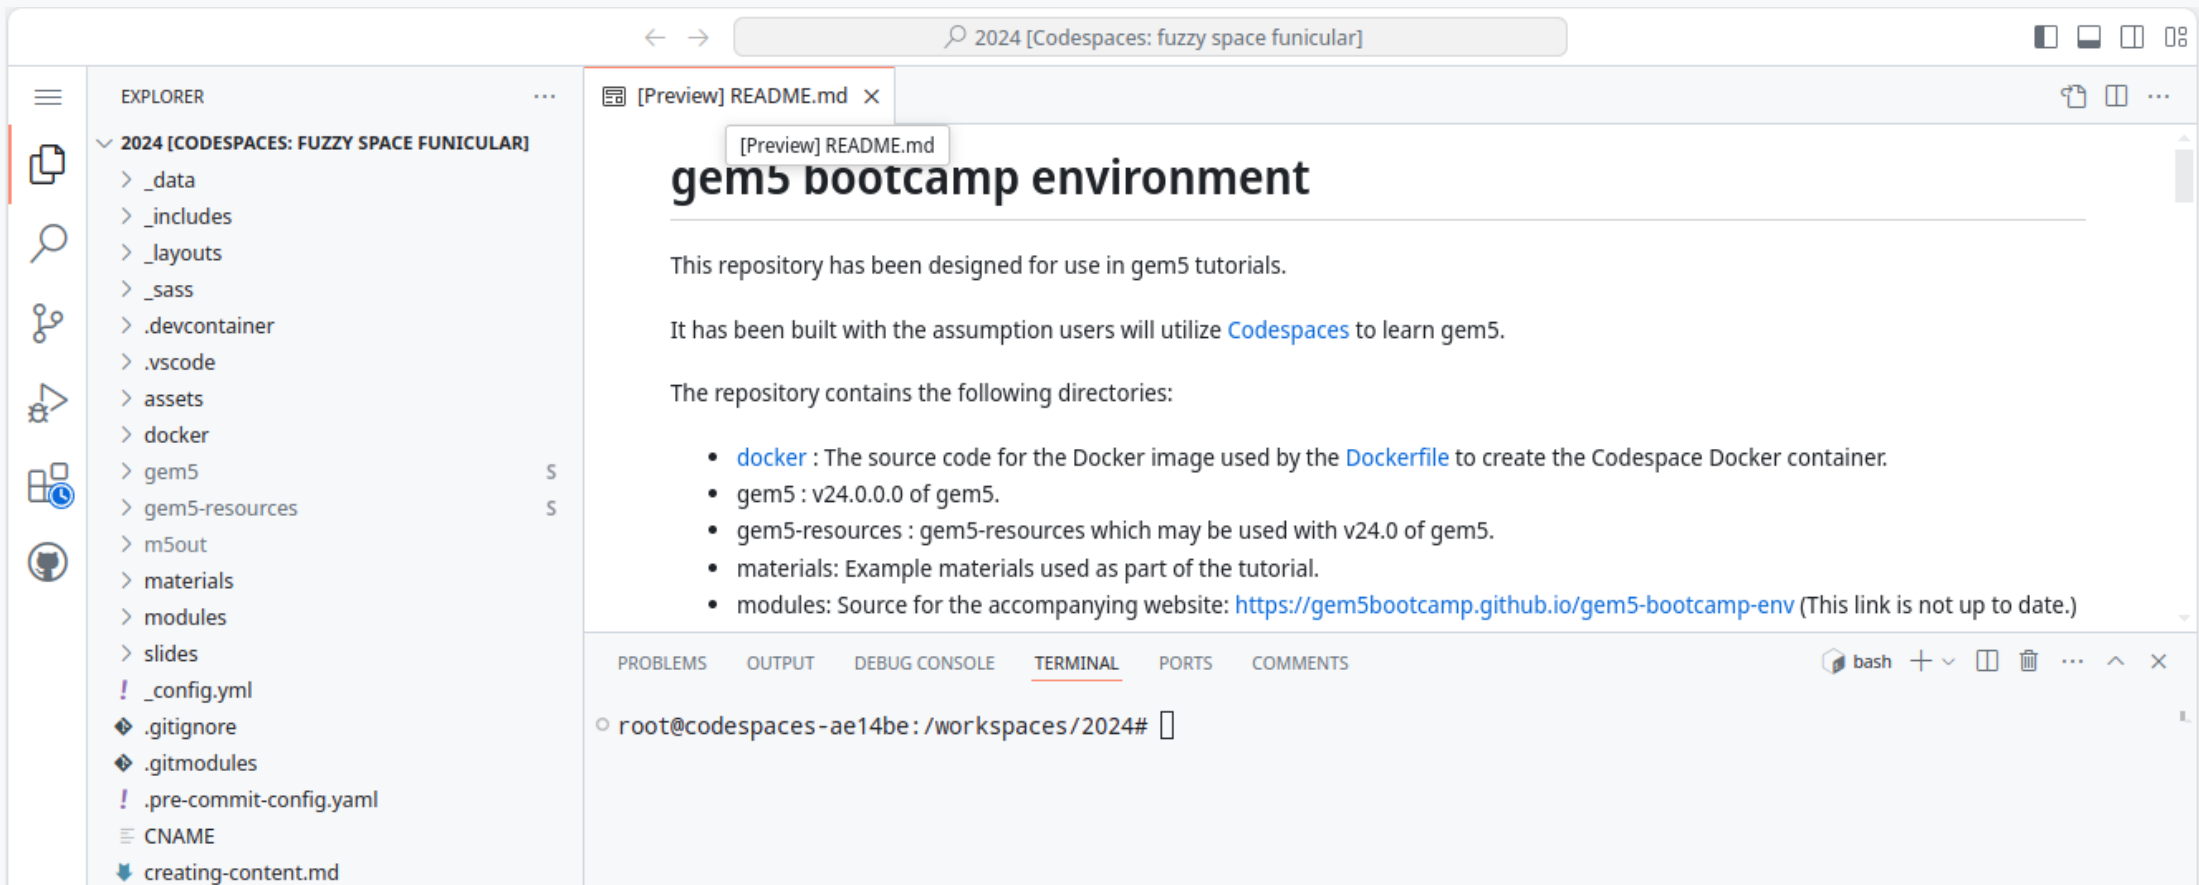 2024 [Codespaces: fuzzy space funicular]
EXPLORER
2024 [CODESPACES: FUZZY SPACE FUNICULAR]
_data
_includes
_layouts
_sass
.devcontainer
.vscode
assets
docker
gem5 S
gem5-resources S
m5out
materials
modules
slides
! _config.yml
.gitignore
.gitmodules
! .pre-commit-config.yaml
CNAME
creating-content.md
[Preview] README.md
[Preview] README.md
gem5 bootcamp environment
This repository has been designed for use in gem5 tutorials.
It has been built with the assumption users will utilize Codespaces to learn gem5.
The repository contains the following directories:
• docker : The source code for the Docker image used by the Dockerfile to create the Codespace Docker container.
• gem5 : v24.0.0.0 of gem5.
• gem5-resources : gem5-resources which may be used with v24.0 of gem5.
• materials: Example materials used as part of the tutorial.
• modules: Source for the accompanying website: https://gem5bootcamp.github.io/gem5-bootcamp-env (This link is not up to date.)
PROBLEMS OUTPUT DEBUG CONSOLE TERMINAL PORTS COMMENTS bash
root@codespaces-ae14be:/workspaces/2024#